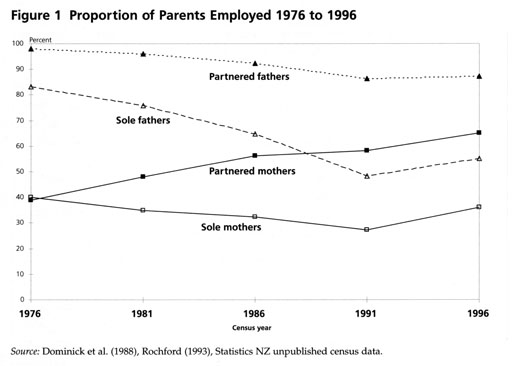 Figure 1 Proportion of Parents Employed 1976 to 1996
Percent
100
90
80
70
60
50
40
30
20
10
0
Partnered fathers
Sole fathers
Partnered mothers
Sole mothers
1976 1981 1986 1991 1996
Census year
Source: Dominick et al. (1988), Rochford (1993), Statistics NZ unpublished census data.